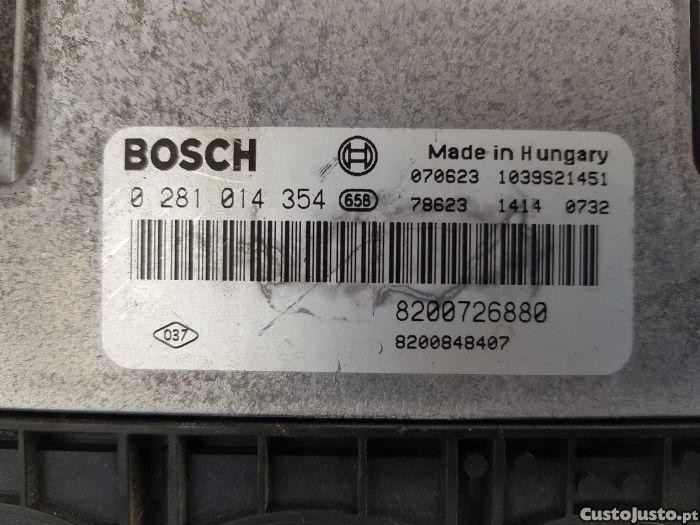 BOSCH
Made in Hungary
070623 1039S21451
0 281 014 354 658
78623 1414 0732
8200726880
037
8200848407
CustoJusto.pt